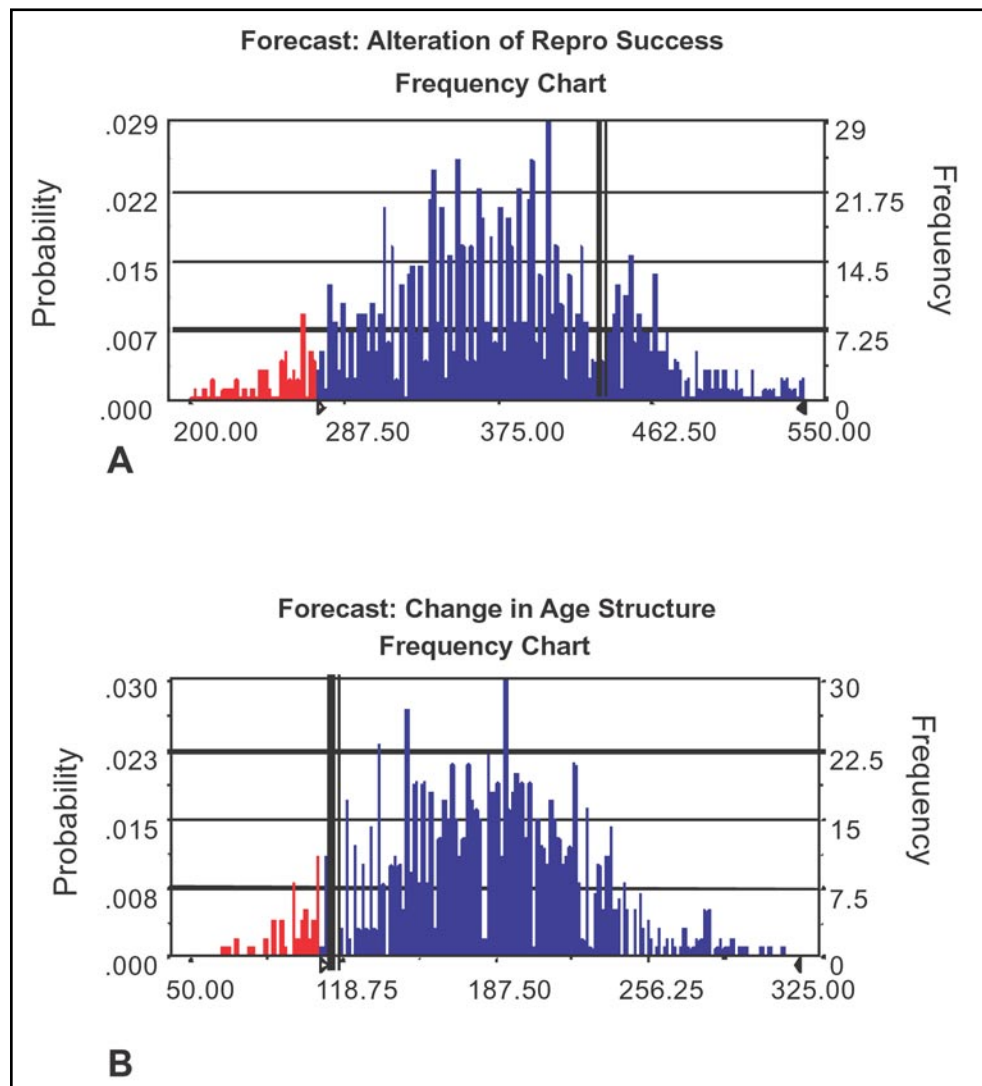 Forecast: Alteration of Repro Success
Frequency Chart
.029 29
.022 21.75
.015 14.5
.007 7.25
.000 0
Probability
Frequency
200.00 287.50 375.00 462.50 550.00
A
Forecast: Change in Age Structure
Frequency Chart
.030 30
.023 22.5
.015 15
.008 7.5
.000 0
Probability
Frequency
50.00 118.75 187.50 256.25 325.00
B